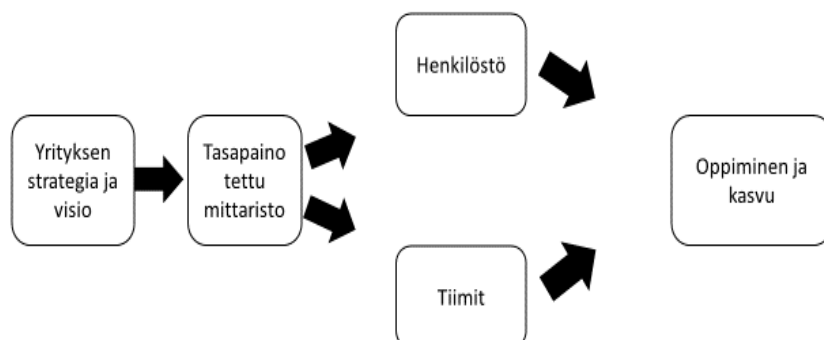 Henkilöstö
Yrityksen
strategia ja
visio
Tasapaino
tettu
mittaristo
Oppiminen ja
kasvu
Tiimit